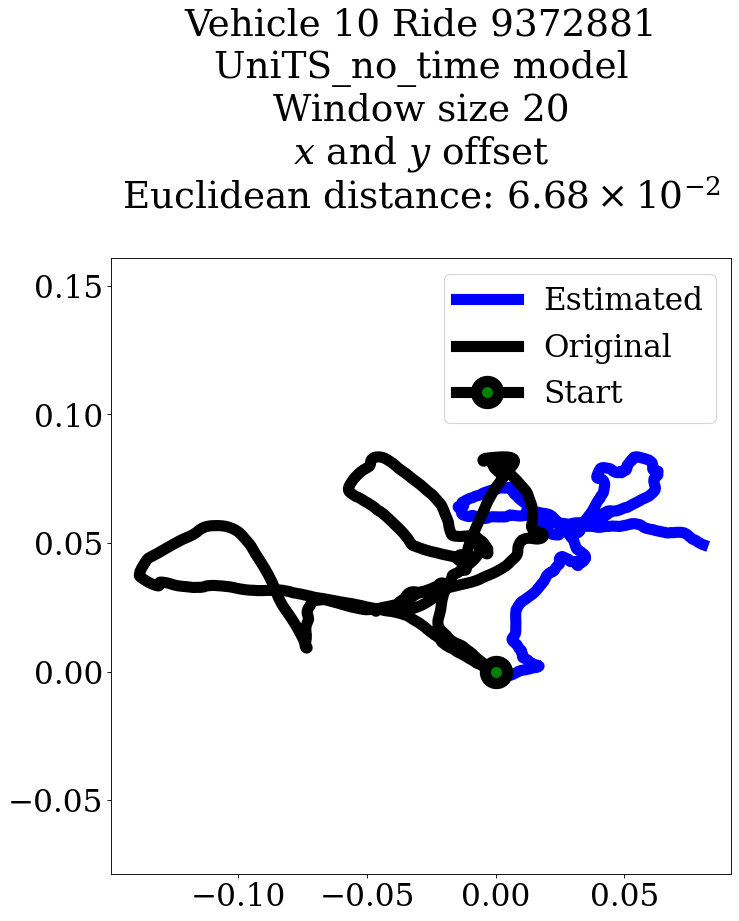 Vehicle 10 Ride 9372881
UniTS_no_time model
Window size 20
x and y offset
Euclidean distance: 6.68 × 10⁻²
Estimated
Original
Start
0.15
0.10
0.05
0.00
−0.05
−0.10 −0.05 0.00 0.05